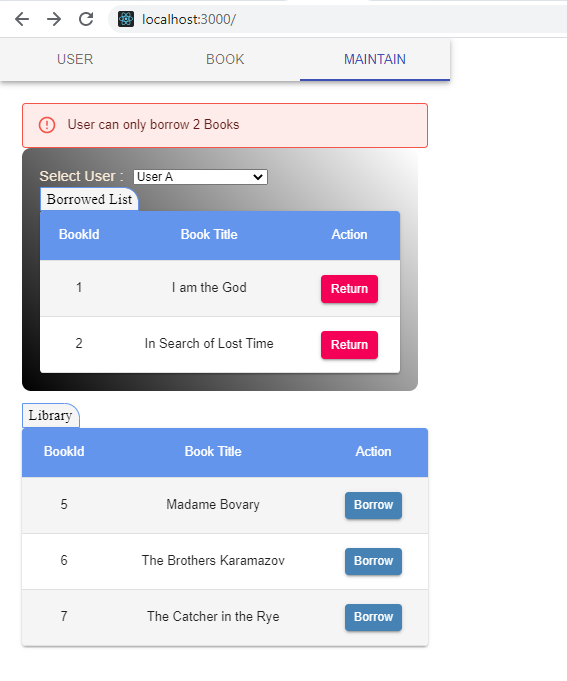 localhost:3000/
USER BOOK MAINTAIN
User can only borrow 2 Books
Select User : User A
Borrowed List
BookId Book Title Action
1 I am the God Return
2 In Search of Lost Time Return
Library
BookId Book Title Action
5 Madame Bovary Borrow
6 The Brothers Karamazov Borrow
7 The Catcher in the Rye Borrow